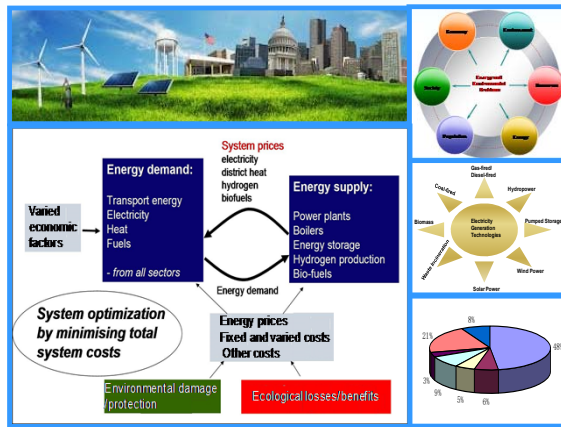 System prices
electricity
district heat
hydrogen
biofuels
Energy demand:
Transport energy
Electricity
Heat
Fuels
- from all sectors
Energy supply:
Power plants
Boilers
Energy storage
Hydrogen production
Bio-fuels
Varied
economic
factors
Energy demand
System optimization
by minimising total
system costs
Energy prices
Fixed and varied costs
Other costs
Environmental damage
/protection
Ecological losses/benefits
Economy
Environment
Society
Energy and
Environmental
Resources
Population
Energy
Gas-fired/
Diesel-fired
Coal-fired
Hydropower
Biomass
Electricity
Generation
Technologies
Pumped Storage
Waste incineration
Wind Power
Solar Power
8%
21%
48%
3%
9%
5%
6%